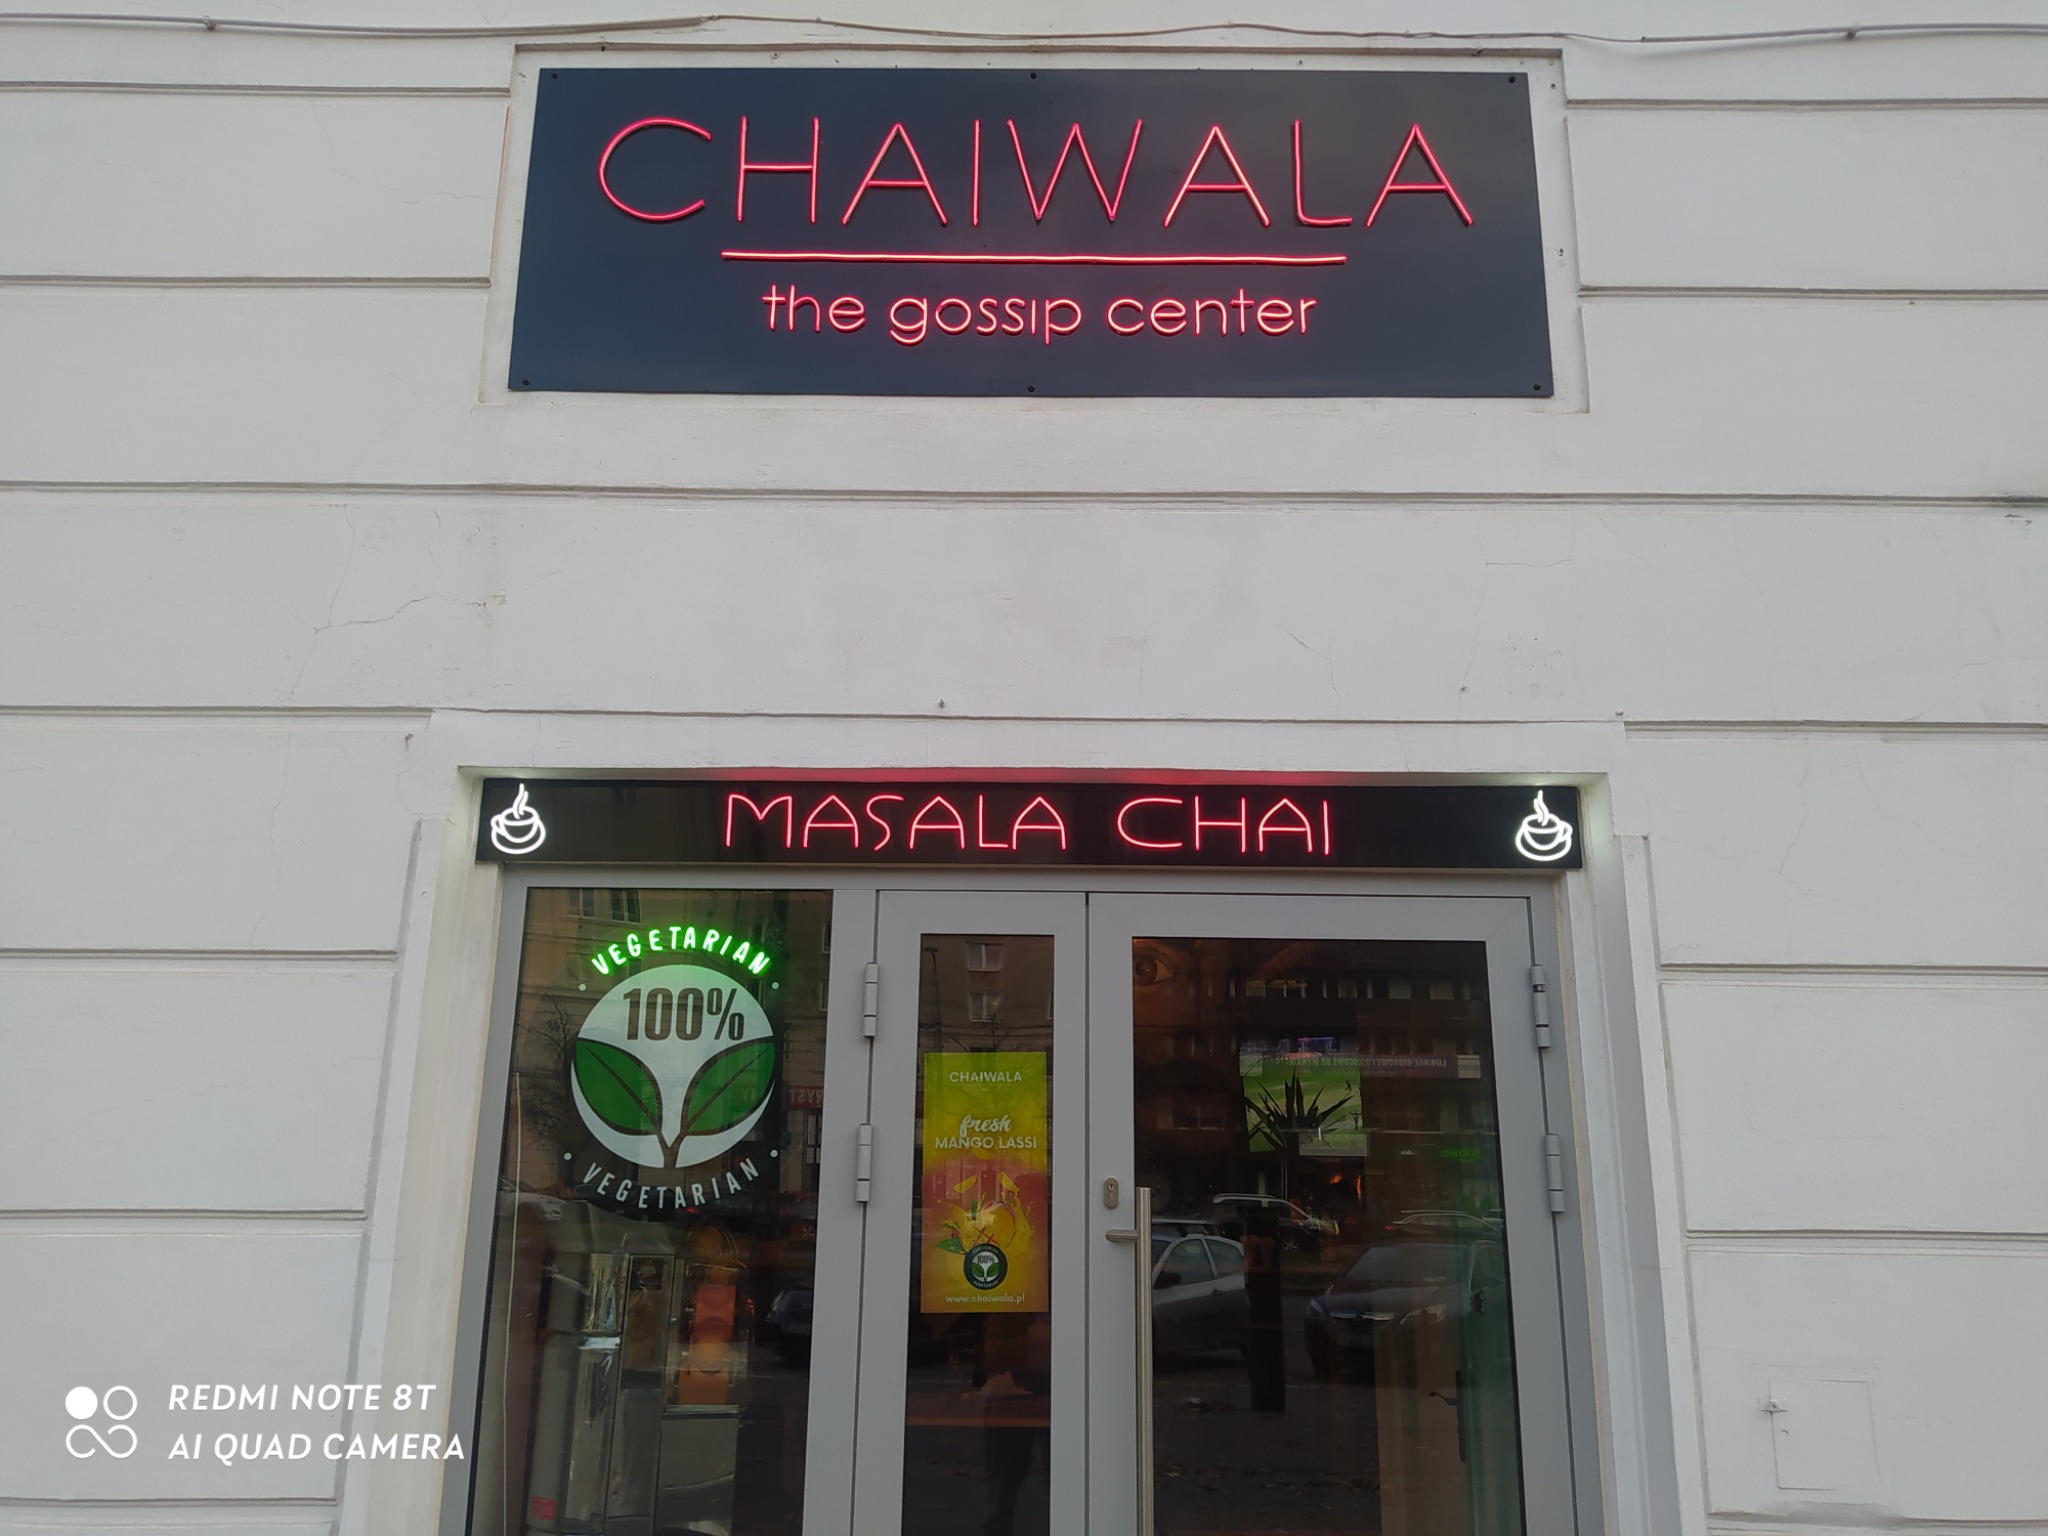 CHAIWALA
the gossip center
MASALA CHAI
VEGETARIAN
100%
VEGETARIAN
CHAIWALA
fresh
MANGO LASSI
100%
www.chaiwala.pl
REDMI NOTE 8T
AI QUAD CAMERA